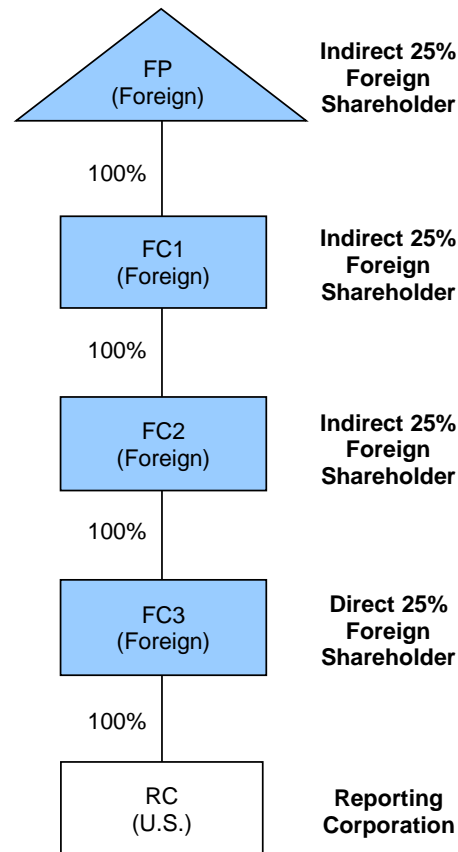 FP
(Foreign)
Indirect 25%
Foreign
Shareholder
100%
FC1
(Foreign)
Indirect 25%
Foreign
Shareholder
100%
FC2
(Foreign)
Indirect 25%
Foreign
Shareholder
100%
FC3
(Foreign)
Direct 25%
Foreign
Shareholder
100%
RC
(U.S.)
Reporting
Corporation